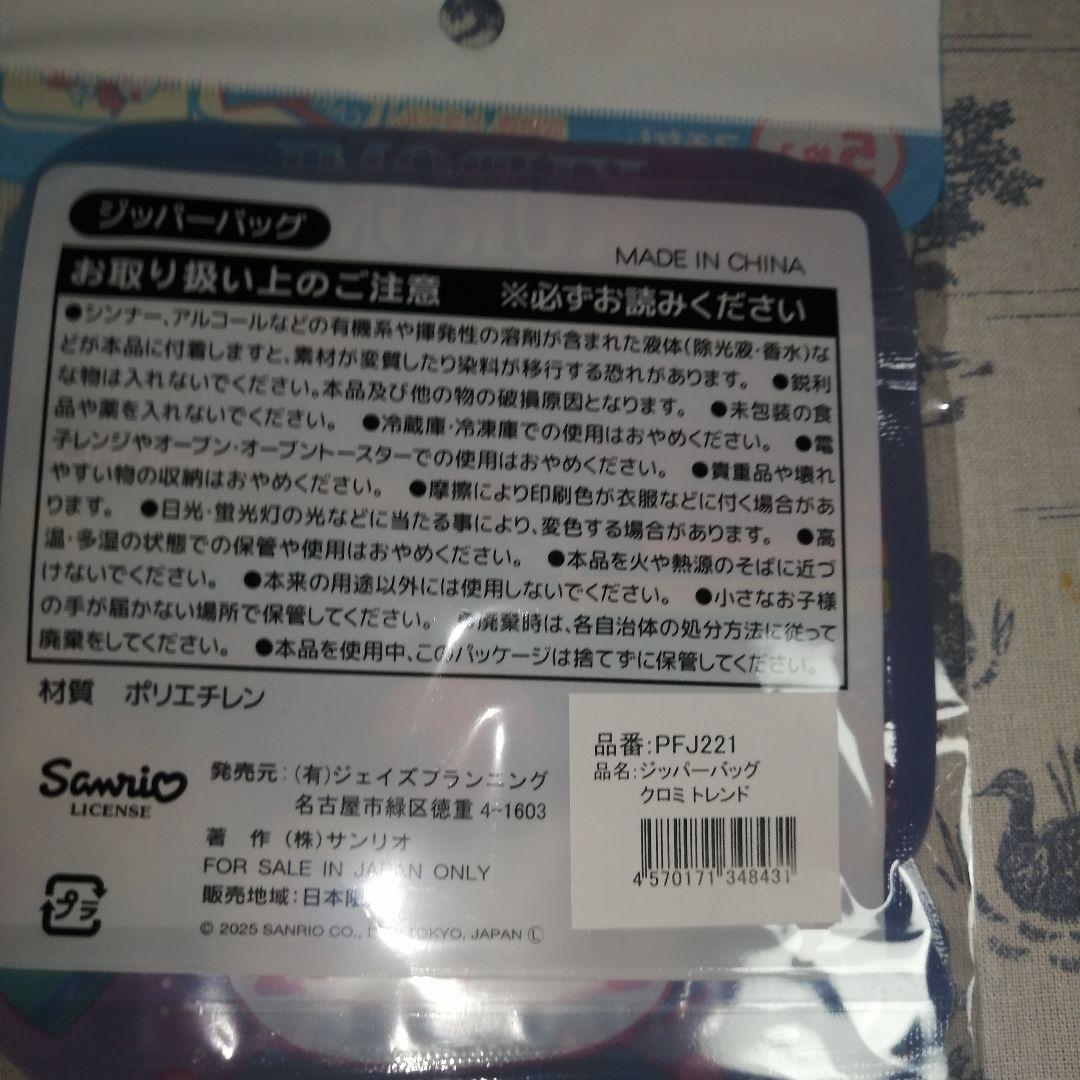 ジッパーバッグ
MADE IN CHINA
お取り扱い上のご注意 ※必ずお読みください
●シンナー、アルコールなどの有機系や揮発性の溶剤が含まれた液体(除光液・香水)な
どが本品に付着しますと、素材が変質したり染料が移行する恐れがあります。 ●鋭利
な物は入れないでください。本品及び他の物の破損原因となります。 ●未包装の食
品や薬を入れないでください。 ●冷蔵庫・冷凍庫での使用はおやめください。 ●電
子レンジやオーブン・オーブントースターでの使用はおやめください。 ●貴重品や壊れ
やすい物の収納はおやめください。 ●摩擦により印刷色が衣服などに付く場合があ
ります。 ●日光・蛍光灯の光などに当たる事により、変色する場合があります。 ●高
温・多湿の状態での保管や使用はおやめください。 ●本品を火や熱源のそばに近づ
けないでください。 ●本来の用途以外には使用しないでください。 ●小さなお子様
の手が届かない場所で保管してください。 ●廃棄時は、各自治体の処分方法に従って
廃棄をしてください。 ●本品を使用中、このパッケージは捨てずに保管してください。
材質 ポリエチレン
Sanrio
LICENSE
発売元:(有)ジェイズプランニング
名古屋市緑区徳重 4-1603
著 作 (株)サンリオ
FOR SALE IN JAPAN ONLY
販売地域:日本限
© 2025 SANRIO CO., TOKYO, JAPAN Ⓛ
プラ
品番:PFJ221
品名:ジッパーバッグ
クロミ トレンド
4 570171 348431